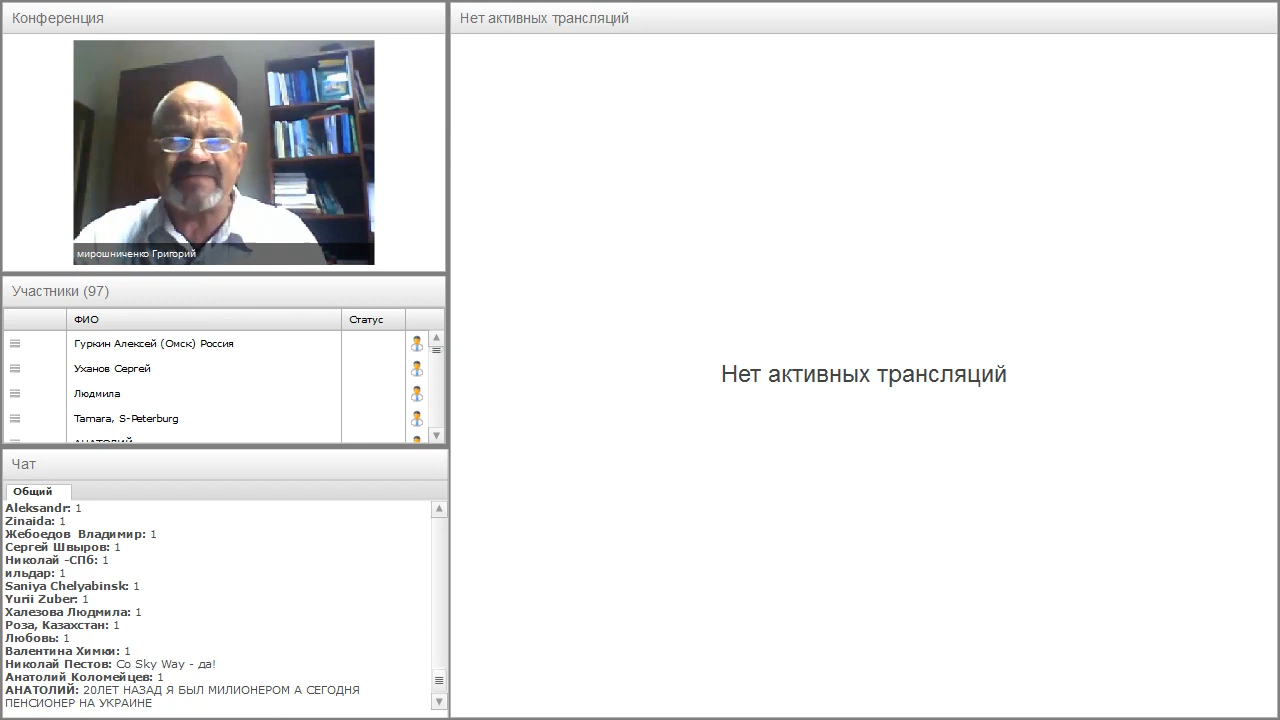 Конференция
мирошниченко Григорий
Участники (97)
ФИО Статус
Гуркин Алексей (Омск) Россия
Уханов Сергей
Людмила
Tamara, S-Peterburg
АНАТОЛИЙ
Чат
Общий
Aleksandr: 1
Zinaida: 1
Жебоедов  Владимир: 1
Сергей Швыров: 1
Николай -СПб: 1
ильдар: 1
Saniya Chelyabinsk: 1
Yurii Zuber: 1
Халезова Людмила: 1
Роза, Казахстан: 1
Любовь: 1
Валентина Химки: 1
Николай Пестов: Со Sky Way - да!
Анатолий Коломейцев: 1
АНАТОЛИЙ: 20ЛЕТ НАЗАД Я БЫЛ МИЛИОНЕРОМ А СЕГОДНЯ
ПЕНСИОНЕР НА УКРАИНЕ
Нет активных трансляций
Нет активных трансляций